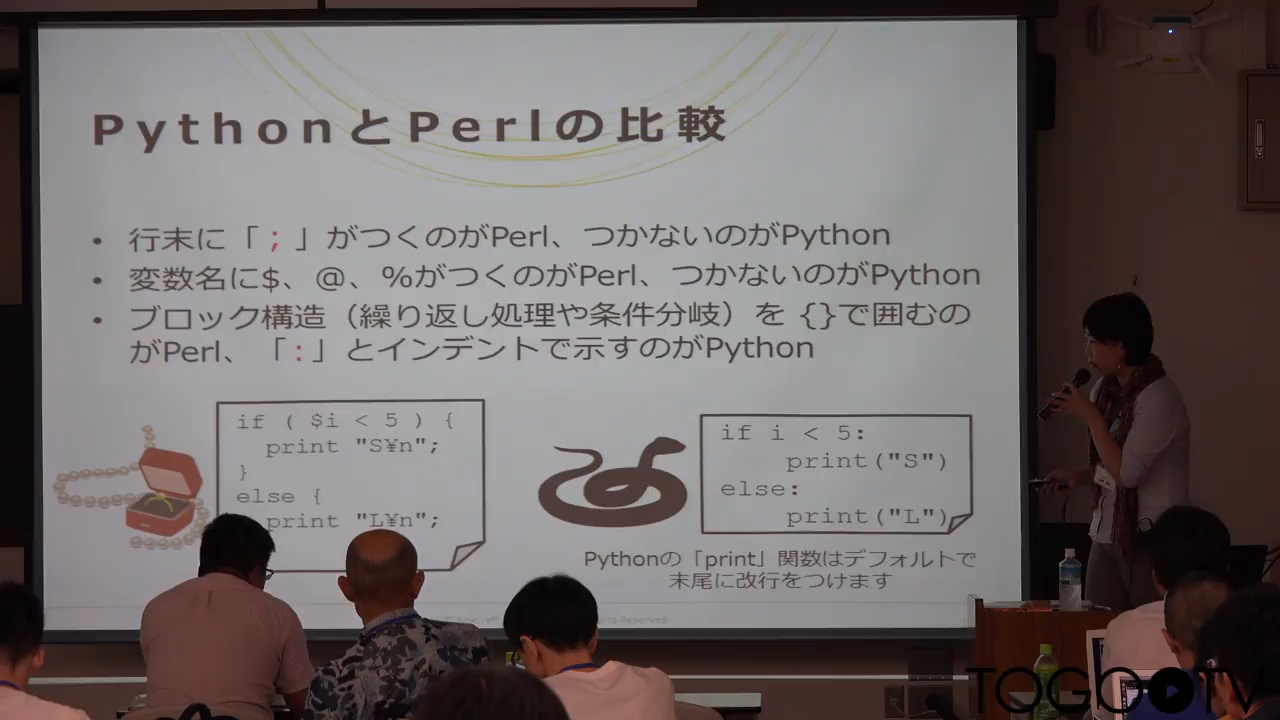 PythonとPerlの比較
• 行末に「;」がつくのがPerl、つかないのがPython
• 変数名に$、@、%がつくのがPerl、つかないのがPython
• ブロック構造（繰り返し処理や条件分岐）を {}で囲むの
がPerl、「:」とインデントで示すのがPython
if ( $i < 5 ) {
print "S¥n";
}
else {
print "L¥n";
if i < 5:
print("S")
else:
print("L")
Pythonの「print」関数はデフォルトで
末尾に改行をつけます
Rights Reserved
TOGOTV